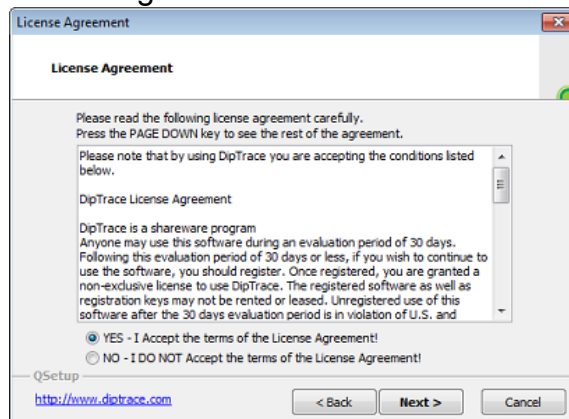 License Agreement
License Agreement
Please read the following license agreement carefully.
Press the PAGE DOWN key to see the rest of the agreement.
Please note that by using DipTrace you are accepting the conditions listed
below.
DipTrace License Agreement
DipTrace is a shareware program
Anyone may use this software during an evaluation period of 30 days.
Following this evaluation period of 30 days or less, if you wish to continue to
use the software, you should register. Once registered, you are granted a
non-exclusive license to use DipTrace. The registered software as well as
registration keys may not be rented or leased. Unregistered use of this
software after the 30 days evaluation period is in violation of U.S. and
YES - I Accept the terms of the License Agreement!
NO - I DO NOT Accept the terms of the License Agreement!
QSetup
http://www.diptrace.com
< Back
Next >
Cancel